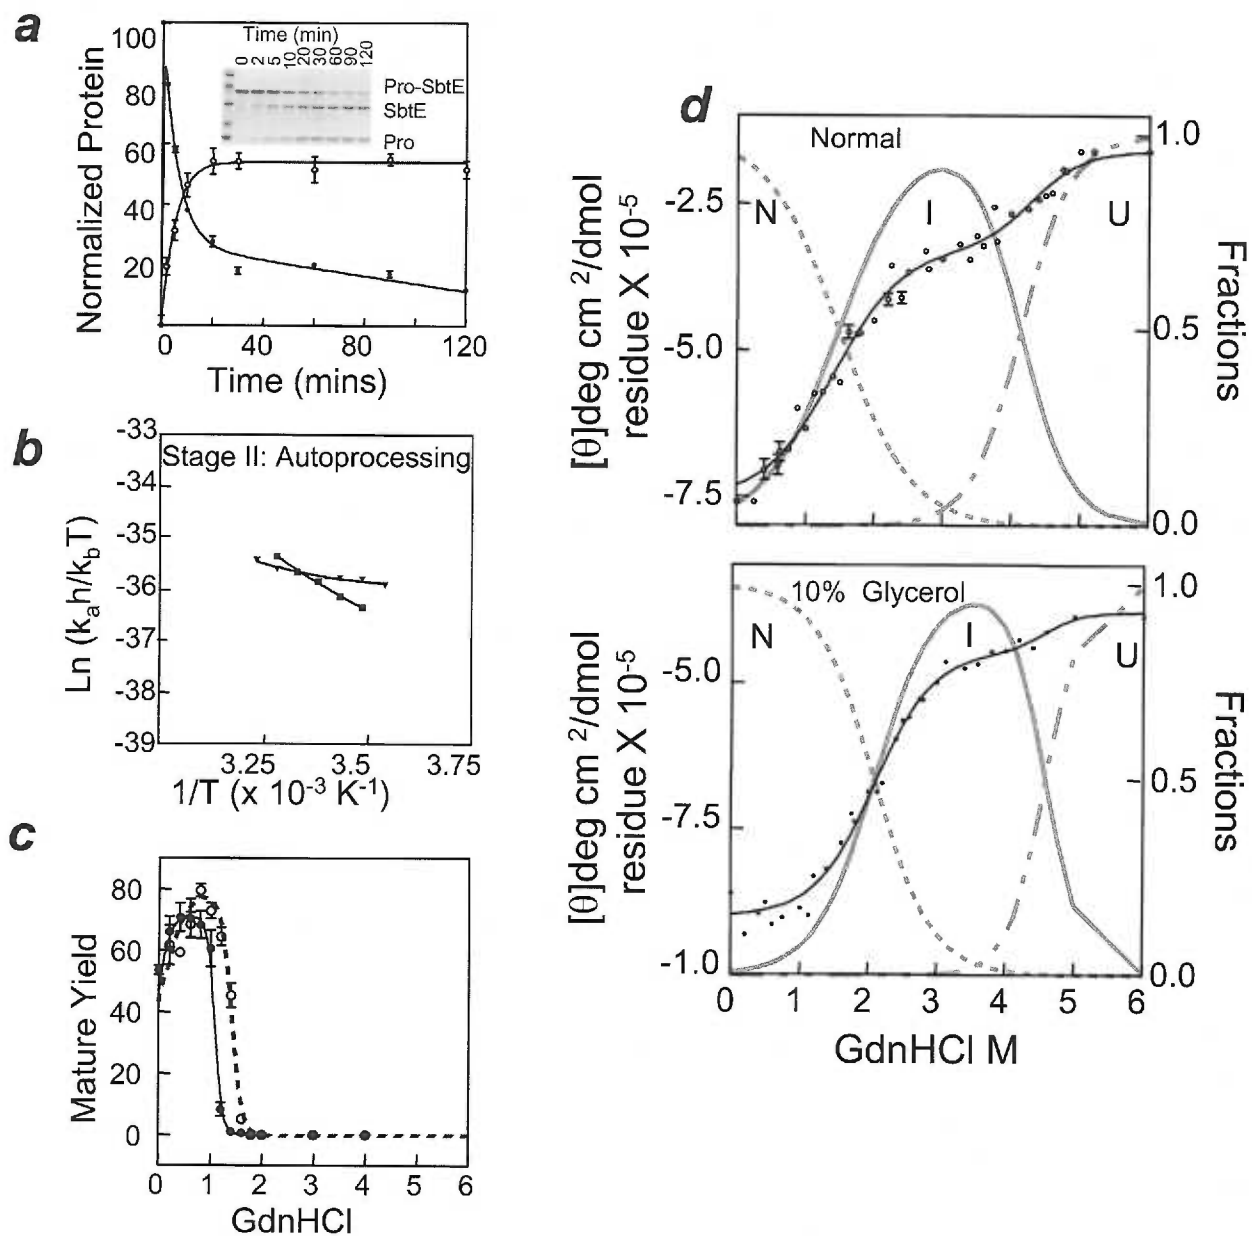 a
Normalized Protein
100
80
60
40
20
Time (min)
0 2 5 10 20 30 60 90 120
Pro-SbtE
SbtE
Pro
0 40 80 120
Time (mins)
b
Ln (kah/kbT)
-33
-34
-35
-36
-37
-38
-39
Stage II: Autoprocessing
3.25 3.5 3.75
1/T (x 10-3 K-1)
c
Mature Yield
80
60
40
20
0
0 1 2 3 4 5 6
GdnHCl
d
[θ]deg cm 2/dmol
residue X 10-5
-2.5
-5.0
-7.5
Normal
N I U
1.0
0.5
0.0
Fractions
[θ]deg cm 2/dmol
residue X 10-5
-5.0
-7.5
-1.0
10% Glycerol
N I U
1.0
0.5
0.0
Fractions
0 1 2 3 4 5 6
GdnHCl M